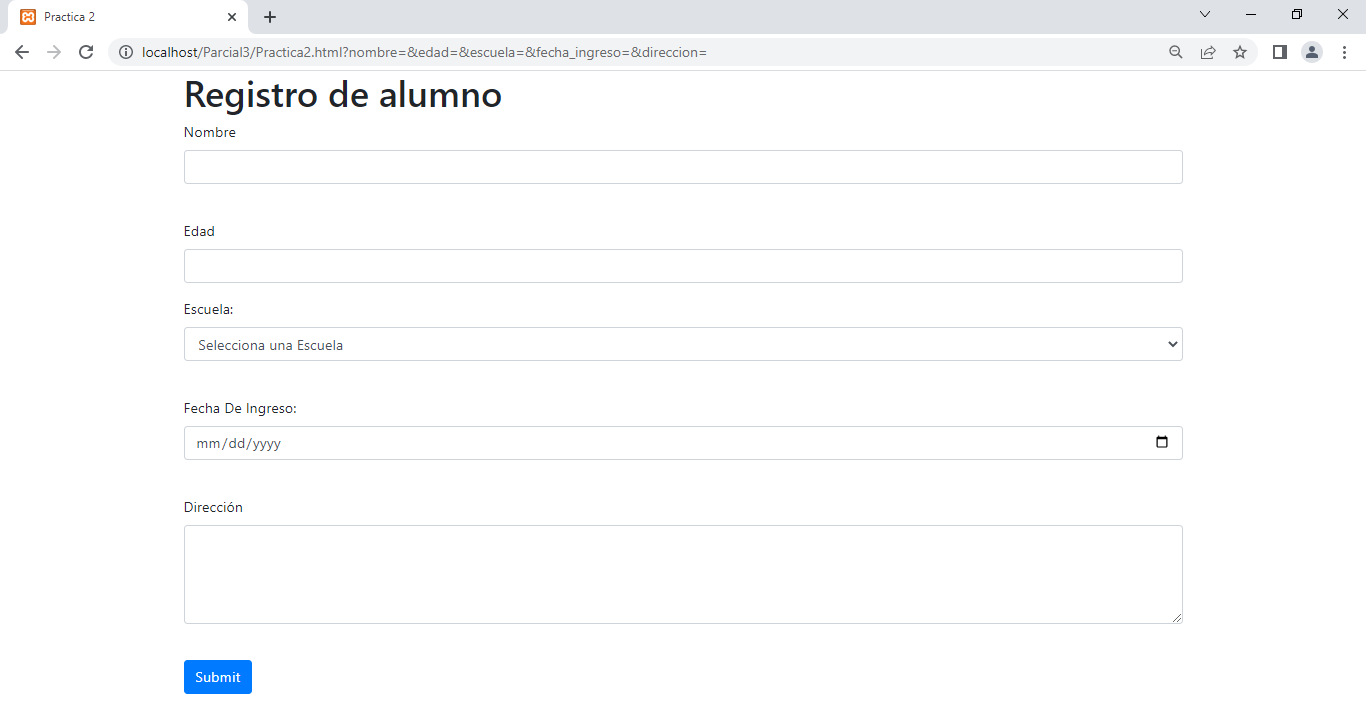 Practica 2
localhost/Parcial3/Practica2.html?nombre=&edad=&escuela=&fecha_ingreso=&direccion=
Registro de alumno
Nombre
Edad
Escuela:
Selecciona una Escuela
Fecha De Ingreso:
mm/dd/yyyy
Dirección
Submit